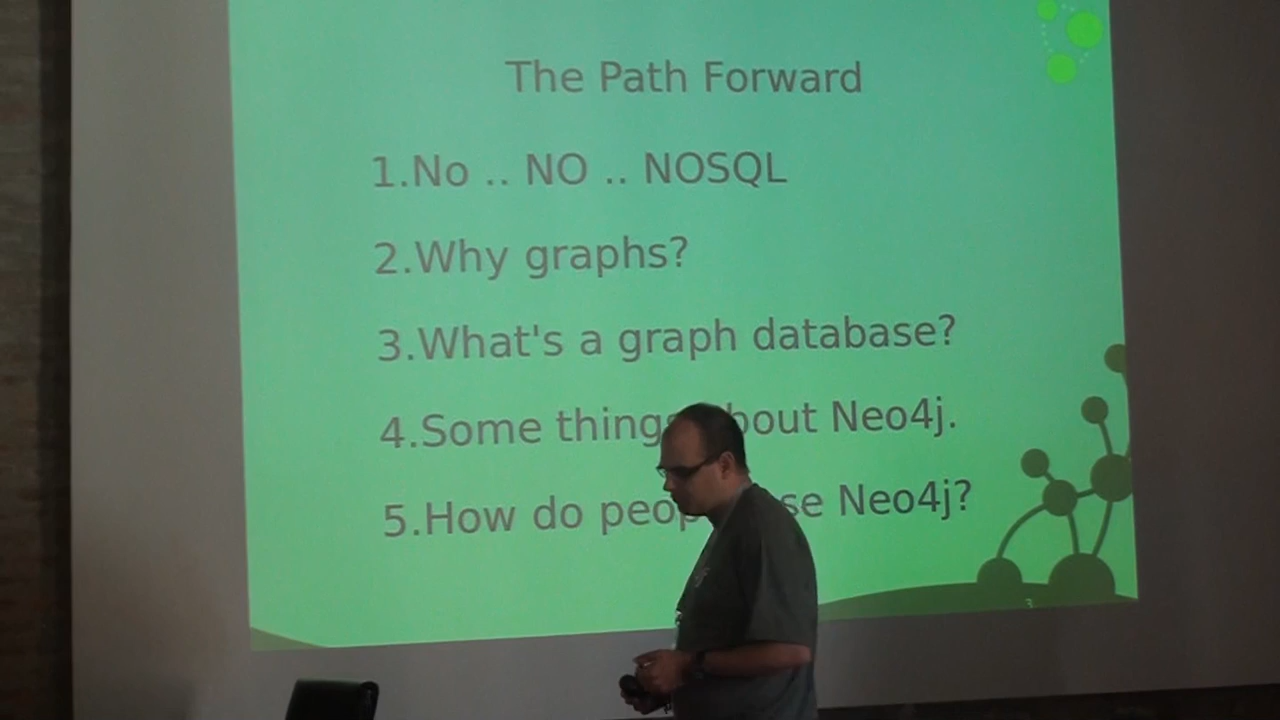 The Path Forward
1.No .. NO .. NOSQL
2.Why graphs?
3.What's a graph database?
4.Some things about Neo4j.
5.How do people use Neo4j?
3